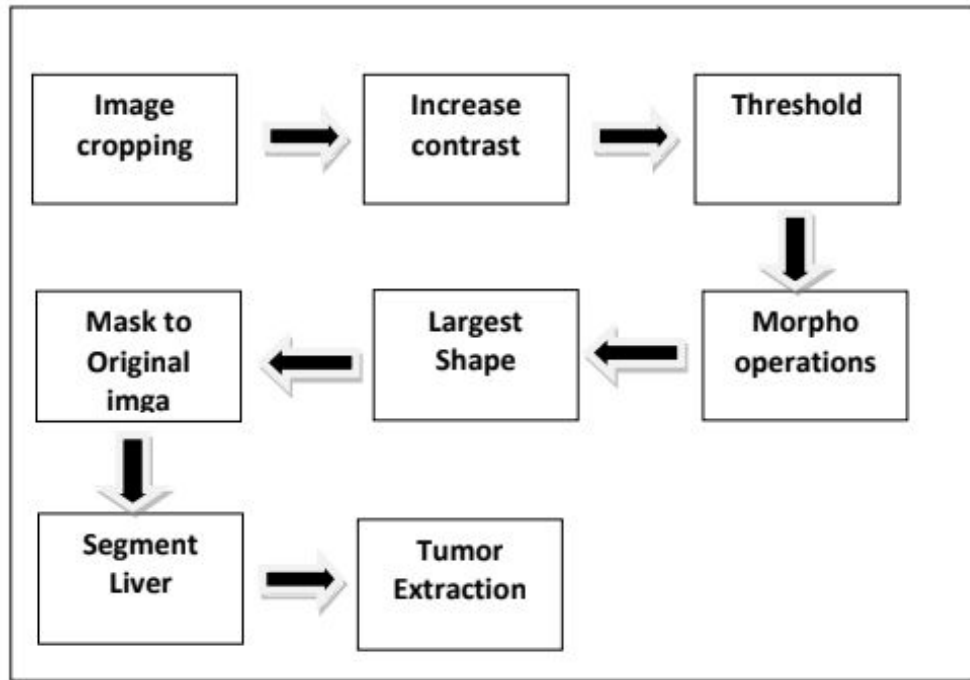 Image
cropping
Increase
contrast
Threshold
Morpho
operations
Largest
Shape
Mask to
Original
imga
Segment
Liver
Tumor
Extraction